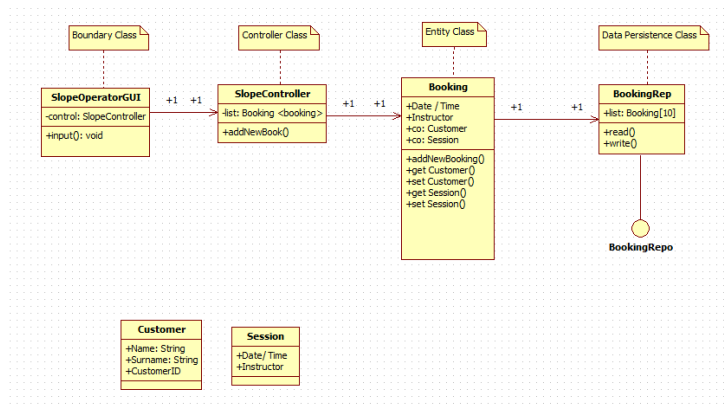 Boundary Class
Controller Class
Entity Class
Data Persistence Class
SlopeOperatorGUI
-control: SlopeController
+input(): void
+1 +1
SlopeController
-list: Booking <booking>
+addNewBook()
+1 +1
Booking
+Date / Time
+Instructor
+co: Customer
+co: Session
+addNewBooking()
+get Customer()
+set Customer()
+get Session()
+set Session()
+1 +1
BookingRep
+list: Booking[10]
+read()
+write()
BookingRepo
Customer
+Name: String
+Surname: String
+CustomerID
Session
+Date/ Time
+Instructor